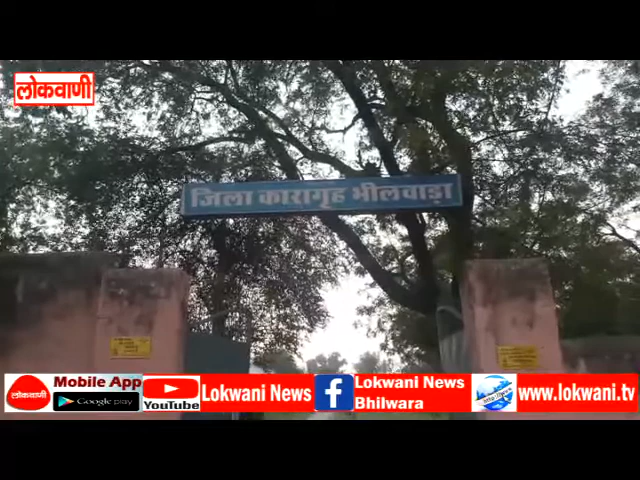 लोकवाणी
जिला कारागृह भीलवाड़ा
लोकवाणी
Mobile App
Google play
YouTube
Lokwani News
Lokwani News
Bhilwara
www.lokwani.tv